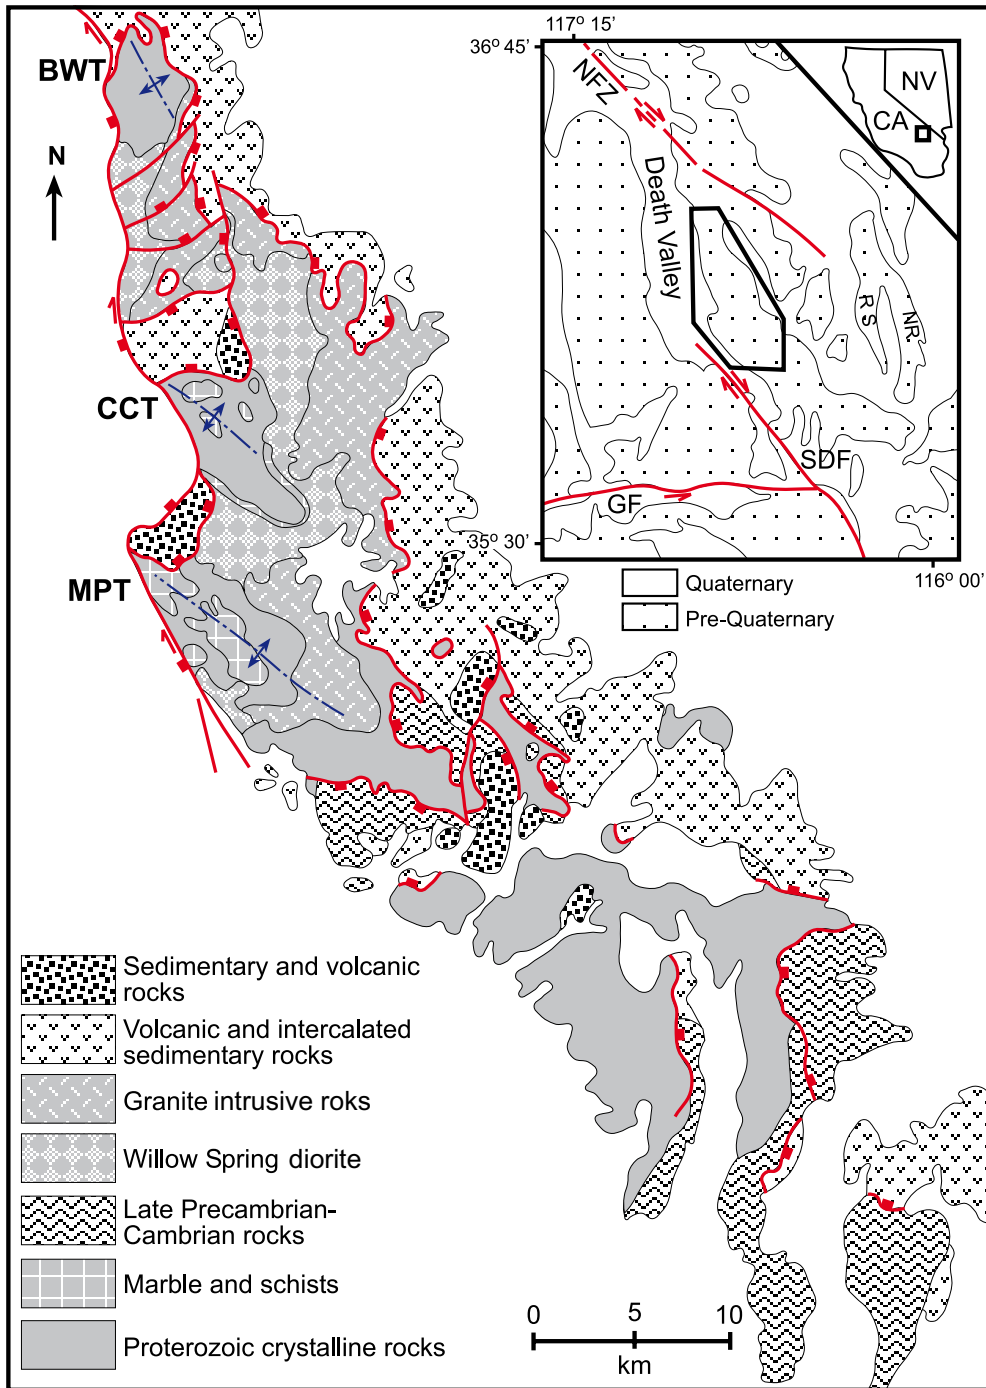 BWT
N
CCT
MPT
117° 15'
36° 45'
NFZ
NV
CA
Death Valley
R S
NR
SDF
GF
35° 30'
116° 00'
Quaternary
Pre-Quaternary
Sedimentary and volcanic
rocks
Volcanic and intercalated
sedimentary rocks
Granite intrusive roks
Willow Spring diorite
Late Precambrian-
Cambrian rocks
Marble and schists
Proterozoic crystalline rocks
0 5 10
km